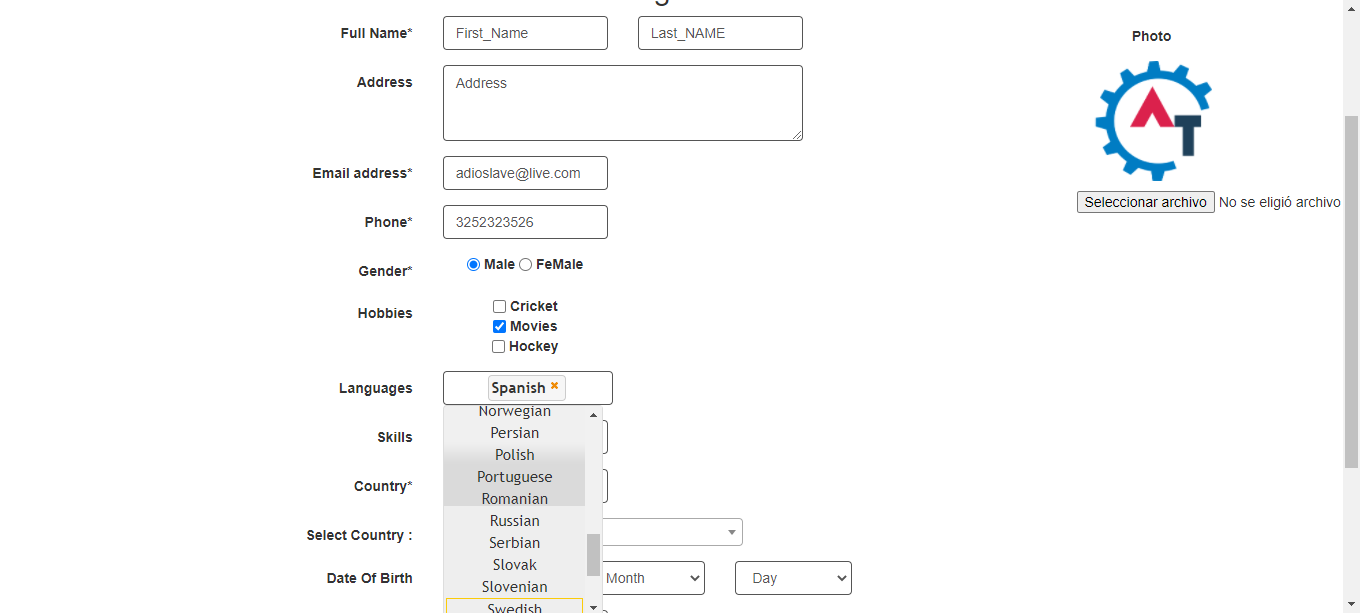 Full Name* First_Name Last_NAME
Photo
Address Address
AT
Email address* adioslave@live.com
Seleccionar archivo No se eligió archivo
Phone* 3252323526
Gender* Male FeMale
Hobbies Cricket
Movies
Hockey
Languages Spanish ×
Norwegian
Persian
Skills
Polish
Portuguese
Country*
Romanian
Russian
Select Country :
Serbian
Slovak
Date Of Birth Month Day
Slovenian
Swedish